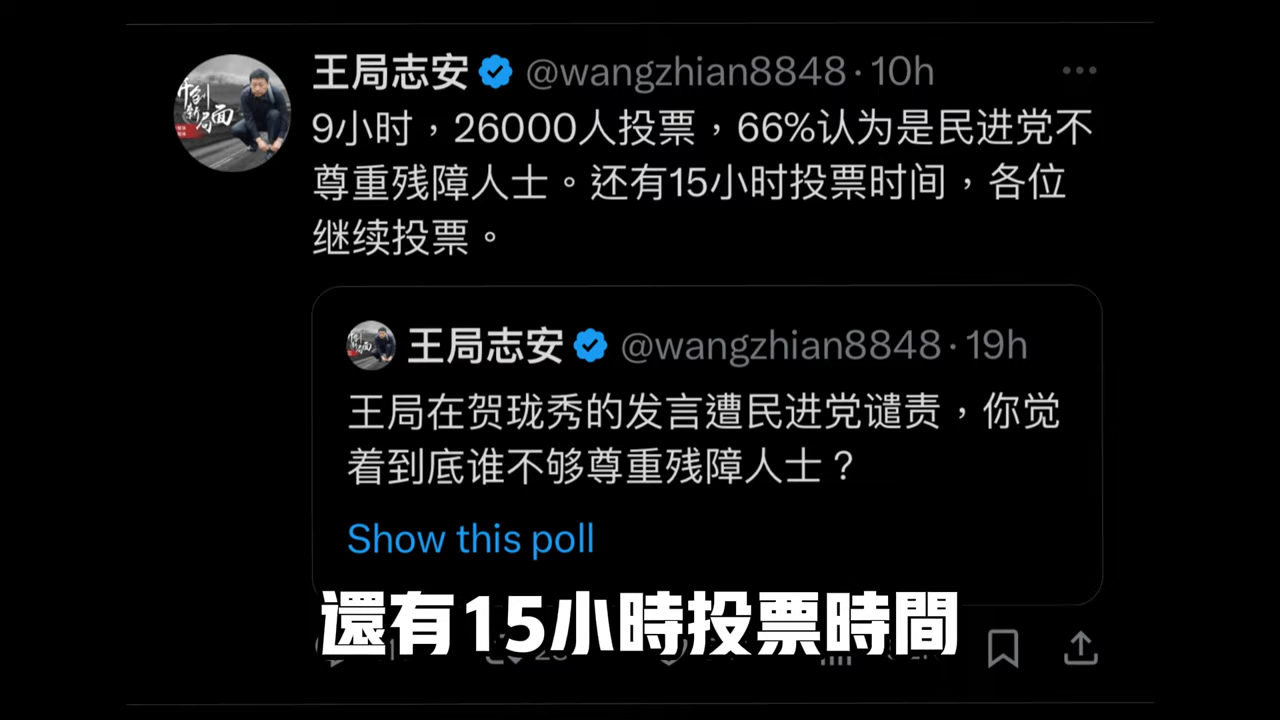 王局志安 @wangzhian8848·10h
9小时，26000人投票，66%认为是民进党不
尊重残障人士。还有15小时投票时间，各位
继续投票。
王局志安 @wangzhian8848·19h
王局在贺珑秀的发言遭民进党谴责，你觉
着到底谁不够尊重残障人士？
Show this poll
還有15小時投票時間